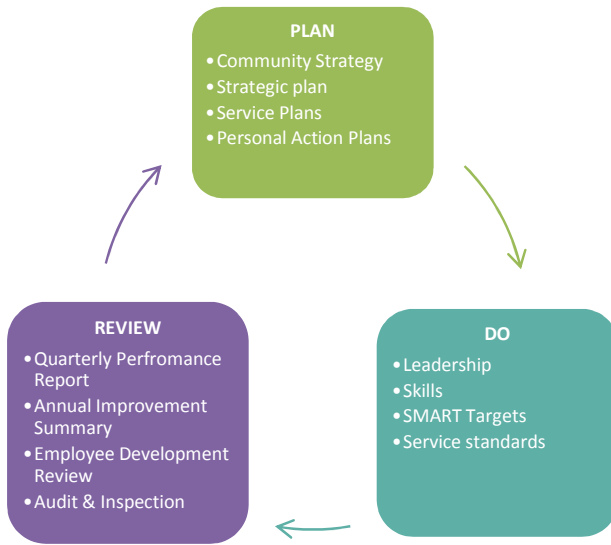 PLAN
•Community Strategy
•Strategic plan
•Service Plans
•Personal Action Plans
REVIEW
•Quarterly Perfromance
Report
•Annual Improvement
Summary
•Employee Development
Review
•Audit & Inspection
DO
•Leadership
•Skills
•SMART Targets
•Service standards